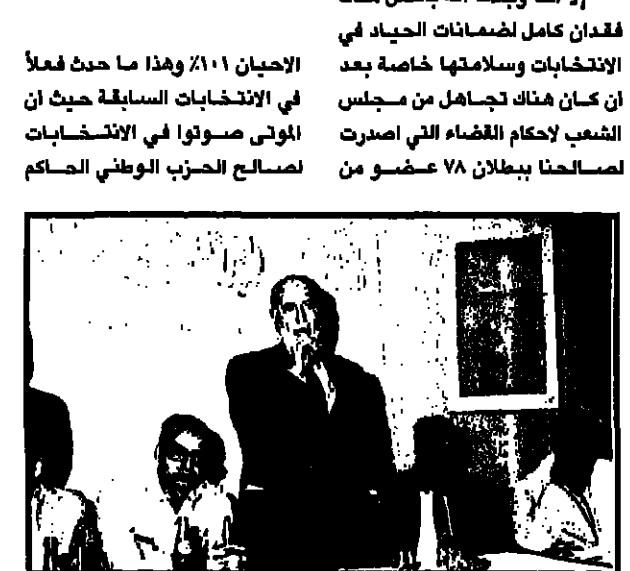 فقدان كامل لضمانات الحياد في
الانتخابات وسلامتها خاصة بعد
أن كان هناك تجاهل من مجلس
الشعب لاحكام القضاء التي اصدرت
لصالحنا ببطلان ٧٨ عضو من
الاحيان ١٠١٪ وهذا ما حدث فعلاً
في الانتخابات السابقة حيث ان
الموتى صوتوا في الانتخابات
لصالح الحزب الوطني الحاكم